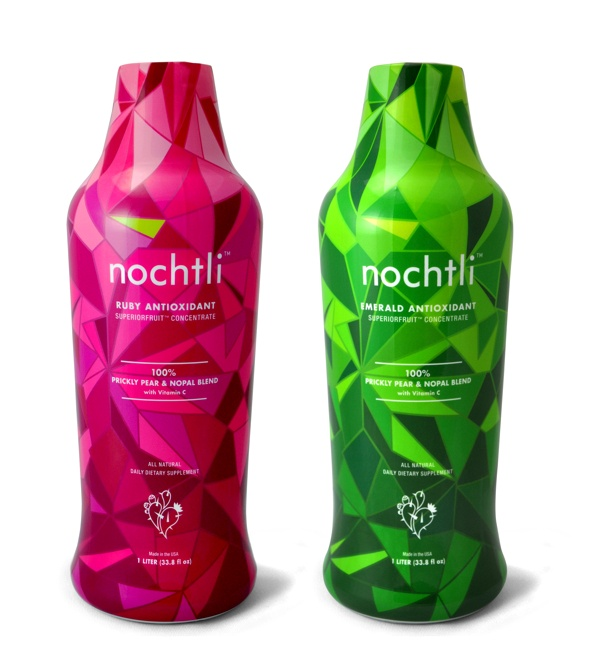 nochtli™
RUBY ANTIOXIDANT
SUPERIORFRUIT™ CONCENTRATE
100%
PRICKLY PEAR & NOPAL BLEND
with Vitamin C
ALL NATURAL
DAILY DIETARY SUPPLEMENT
Made in the USA
1 LITER (33.8 fl oz)
nochtli™
EMERALD ANTIOXIDANT
SUPERIORFRUIT™ CONCENTRATE
100%
PRICKLY PEAR & NOPAL BLEND
with Vitamin C
ALL NATURAL
DAILY DIETARY SUPPLEMENT
Made in the USA
1 LITER (33.8 fl oz)